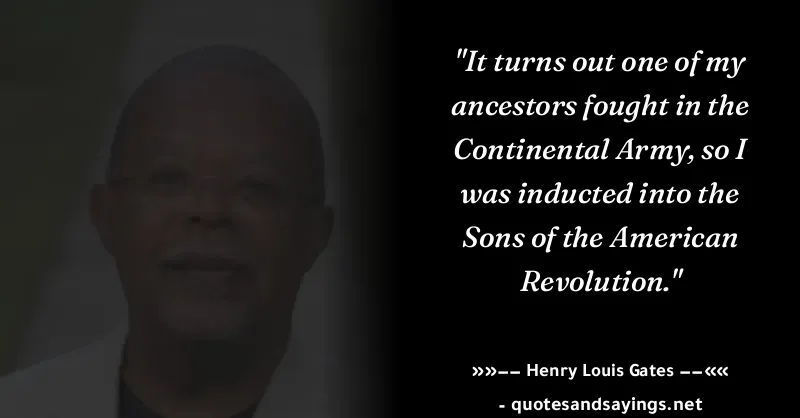 "It turns out one of my
ancestors fought in the
Continental Army, so I
was inducted into the
Sons of the American
Revolution."
»»–– Henry Louis Gates ––««
- quotesandsayings.net